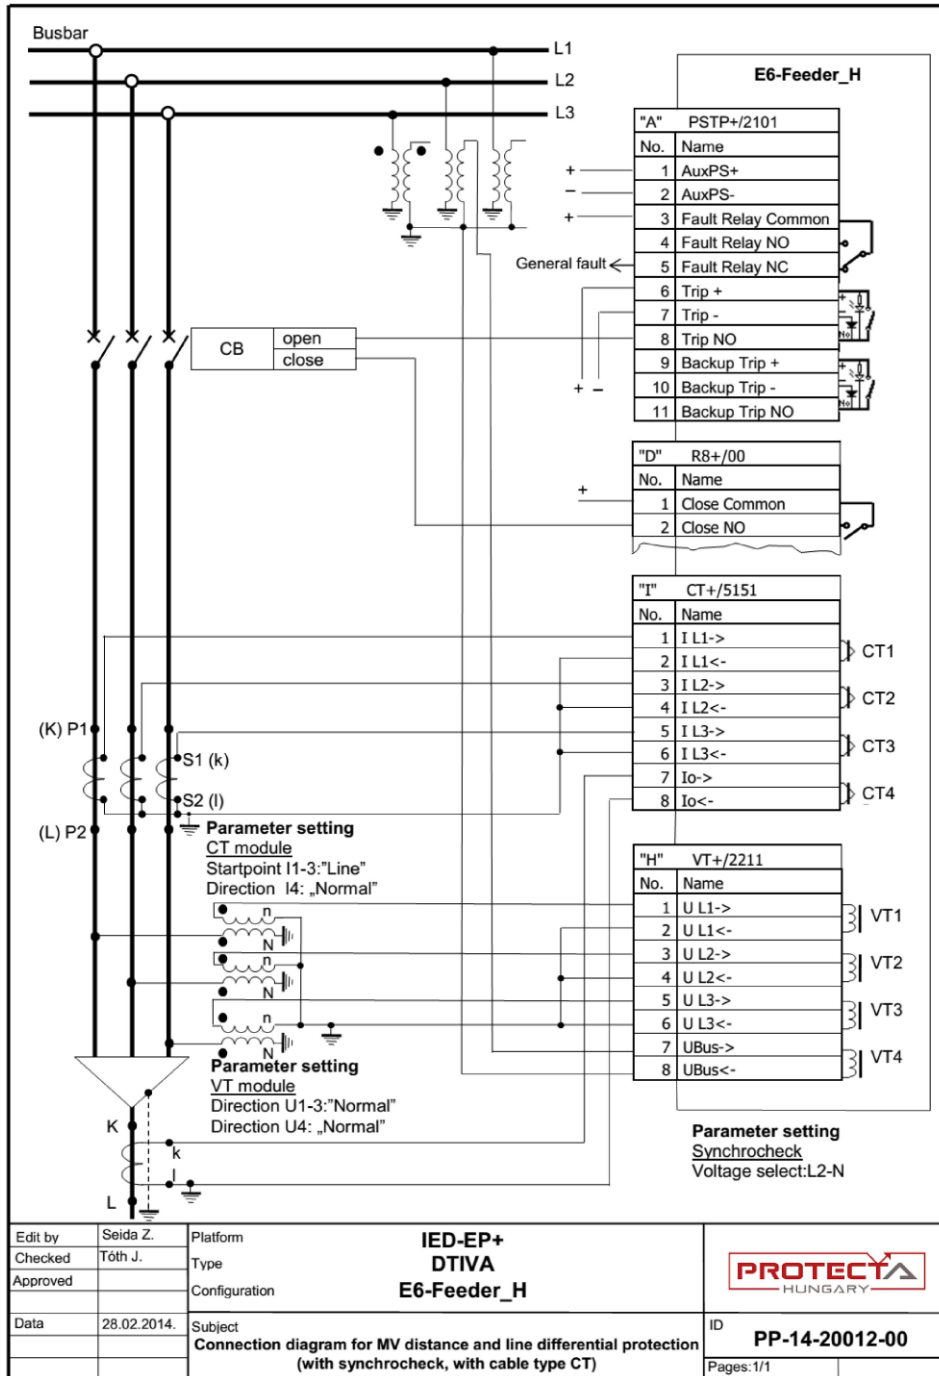 Busbar
L1
L2
L3
E6-Feeder_H
"A" PSTP+/2101
No. Name
1 AuxPS+
2 AuxPS-
3 Fault Relay Common
4 Fault Relay NO
5 Fault Relay NC
6 Trip +
7 Trip -
8 Trip NO
9 Backup Trip +
10 Backup Trip -
11 Backup Trip NO
+
−
+
General fault
+ −
CB
open
close
"D" R8+/00
No. Name
1 Close Common
2 Close NO
+
"I" CT+/5151
No. Name
1 I L1->
2 I L1<-
3 I L2->
4 I L2<-
5 I L3->
6 I L3<-
7 Io->
8 Io<-
CT1
CT2
CT3
CT4
(K) P1
S1 (k)
S2 (l)
(L) P2
Parameter setting
CT module
Startpoint I1-3:"Line"
Direction I4: „Normal"
"H" VT+/2211
No. Name
1 U L1->
2 U L1<-
3 U L2->
4 U L2<-
5 U L3->
6 U L3<-
7 UBus->
8 UBus<-
VT1
VT2
VT3
VT4
n
N
n
N
n
N
Parameter setting
VT module
Direction U1-3:"Normal"
Direction U4: „Normal"
K
k
l
L
Parameter setting
Synchrocheck
Voltage select:L2-N
Edit by Seida Z.
Checked Tóth J.
Approved
Data 28.02.2014.
Platform IED-EP+
Type DTIVA
Configuration E6-Feeder_H
Subject
Connection diagram for MV distance and line differential protection
(with synchrocheck, with cable type CT)
PROTECTA
HUNGARY
ID
PP-14-20012-00
Pages:1/1